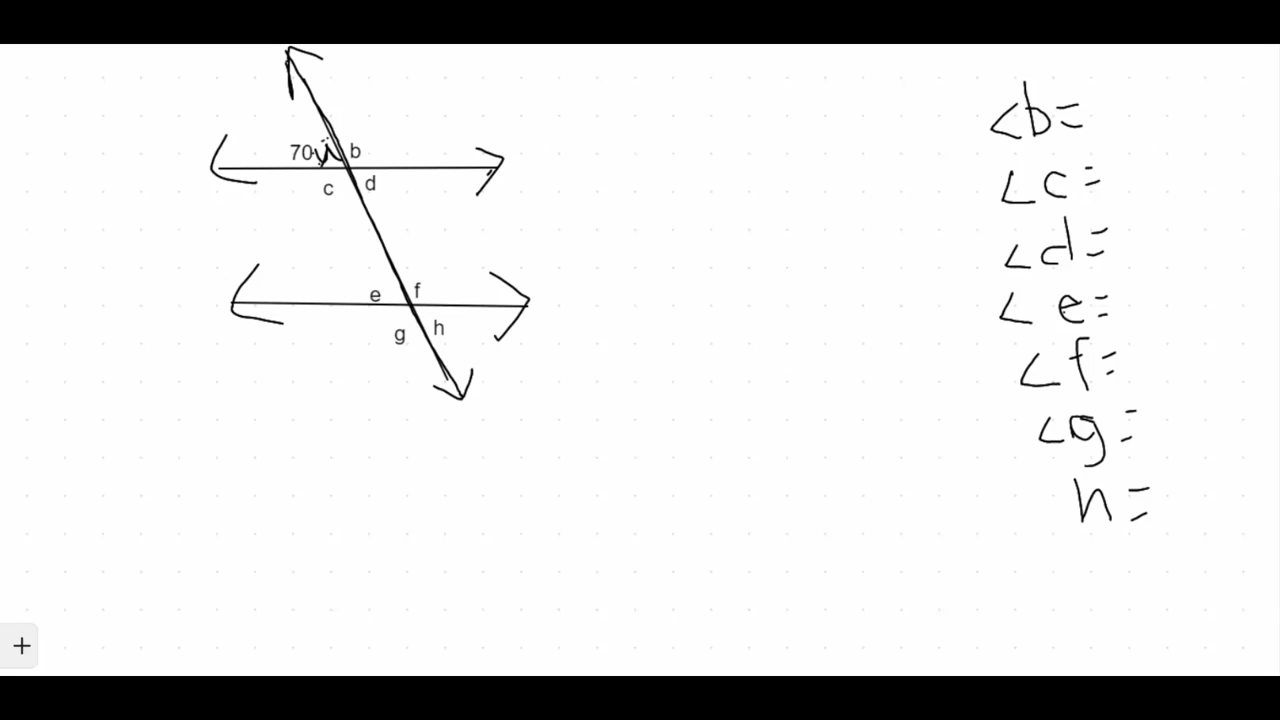 70 b
c d
e f
g h
<b=
<c=
<d=
<e=
<f=
<g=
h=